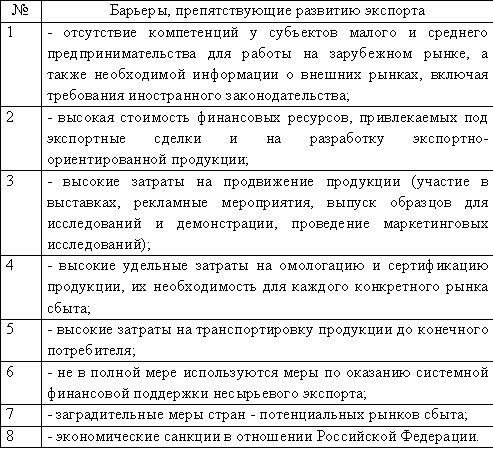 № Барьеры, препятствующие развитию экспорта
1 - отсутствие компетенций у субъектов малого и среднего
предпринимательства для работы на зарубежном рынке, а
также необходимой информации о внешних рынках, включая
требования иностранного законодательства;
2 - высокая стоимость финансовых ресурсов, привлекаемых под
экспортные сделки и на разработку экспортно-
ориентированной продукции;
3 - высокие затраты на продвижение продукции (участие в
выставках, рекламные мероприятия, выпуск образцов для
исследований и демонстрации, проведение маркетинговых
исследований);
4 - высокие удельные затраты на омологацию и сертификацию
продукции, их необходимость для каждого конкретного рынка
сбыта;
5 - высокие затраты на транспортировку продукции до конечного
потребителя;
6 - не в полной мере используются меры по оказанию системной
финансовой поддержки несырьевого экспорта;
7 - заградительные меры стран - потенциальных рынков сбыта;
8 - экономические санкции в отношении Российской Федерации.